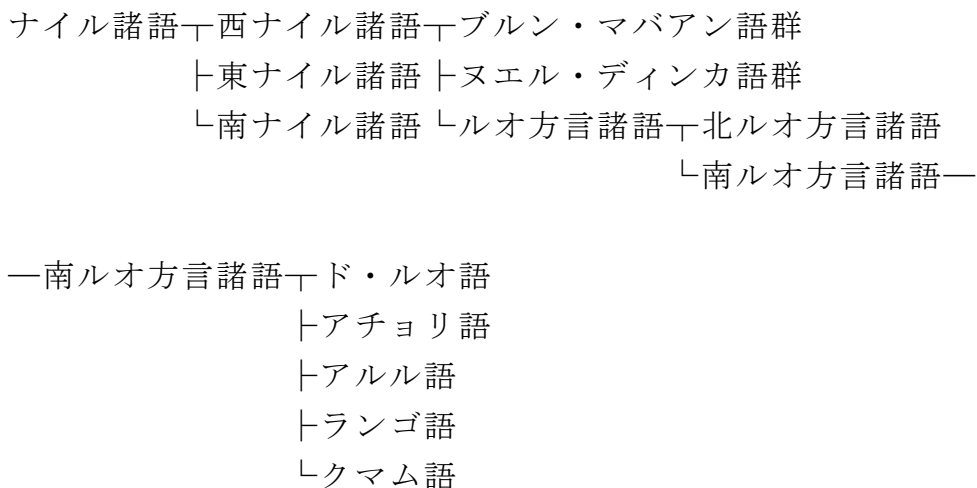 ナイル諸語┬西ナイル諸語┬ブルン・マバアン語群
├東ナイル諸語├ヌエル・ディンカ語群
└南ナイル諸語└ルオ方言諸語┬北ルオ方言諸語
└南ルオ方言諸語―
―南ルオ方言諸語┬ド・ルオ語
├アチョリ語
├アルル語
├ランゴ語
└クマム語